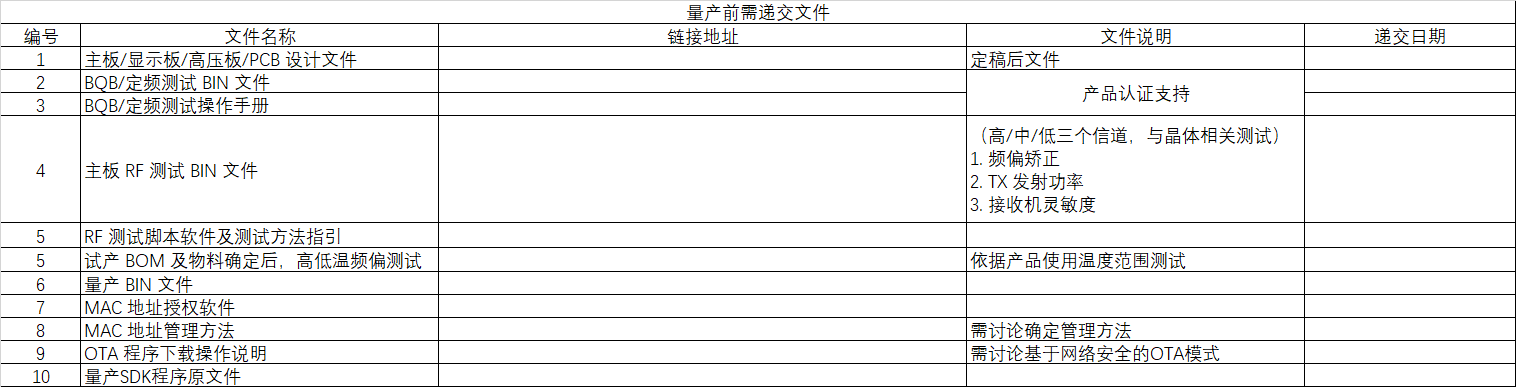 量产前需递交文件
编号 文件名称 链接地址 文件说明 递交日期
1 主板/显示板/高压板/PCB 设计文件 定稿后文件
2 BQB/定频测试 BIN 文件 产品认证支持
3 BQB/定频测试操作手册
4 主板 RF 测试 BIN 文件 （高/中/低三个信道，与晶体相关测试）
1. 频偏矫正
2. TX 发射功率
3. 接收机灵敏度
5 RF 测试脚本软件及测试方法指引
5 试产 BOM 及物料确定后，高低温频偏测试 依据产品使用温度范围测试
6 量产 BIN 文件
7 MAC 地址授权软件
8 MAC 地址管理方法 需讨论确定管理方法
9 OTA 程序下载操作说明 需讨论基于网络安全的OTA模式
10 量产SDK程序原文件